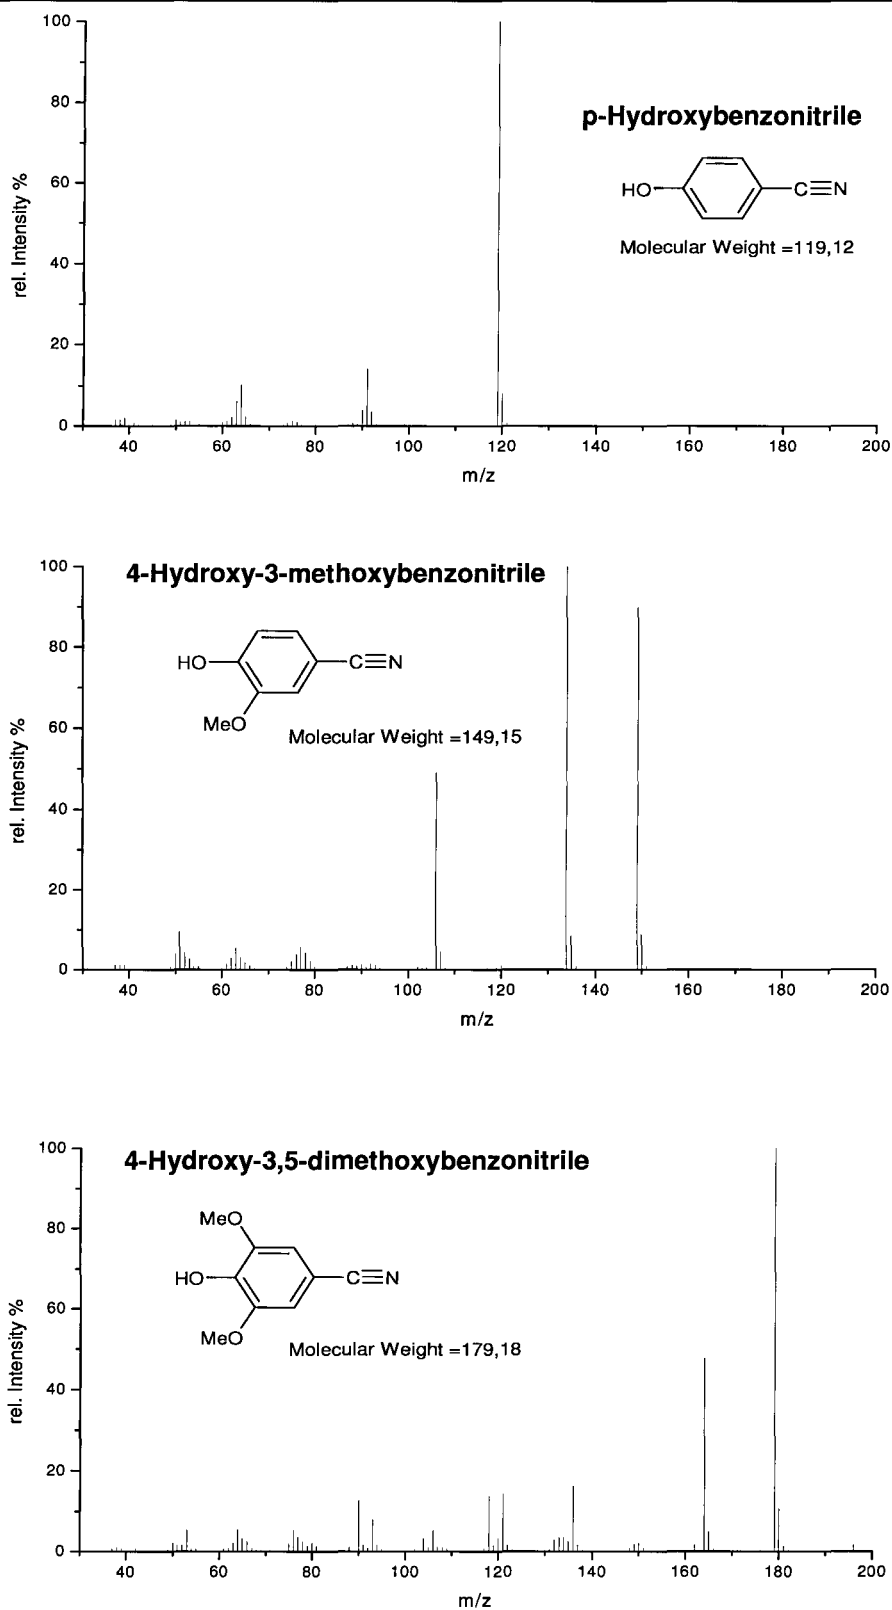 100
80
60
40
20
0
rel. Intensity %
40 60 80 100 120 140 160 180 200
m/z
p-Hydroxybenzonitrile
HO C N
Molecular Weight =119,12
100
80
60
40
20
0
rel. Intensity %
40 60 80 100 120 140 160 180 200
m/z
4-Hydroxy-3-methoxybenzonitrile
HO C N
MeO
Molecular Weight =149,15
100
80
60
40
20
0
rel. Intensity %
40 60 80 100 120 140 160 180 200
m/z
4-Hydroxy-3,5-dimethoxybenzonitrile
MeO
HO C N
MeO
Molecular Weight =179,18